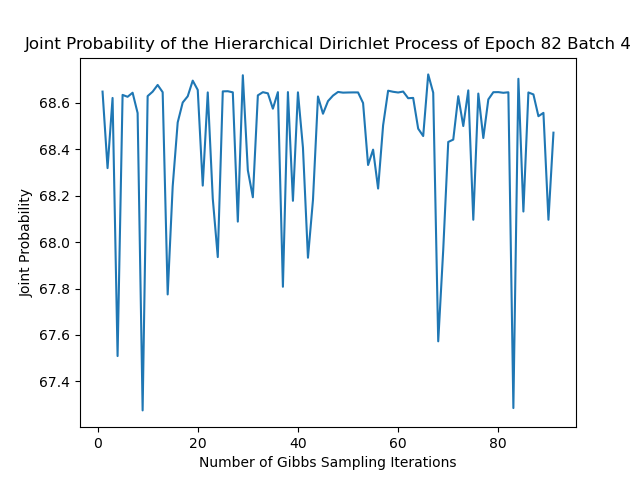 Joint Probability of the Hierarchical Dirichlet Process of Epoch 82 Batch 4
68.6
68.4
68.2
68.0
67.8
67.6
67.4
Joint Probability
0 20 40 60 80
Number of Gibbs Sampling Iterations